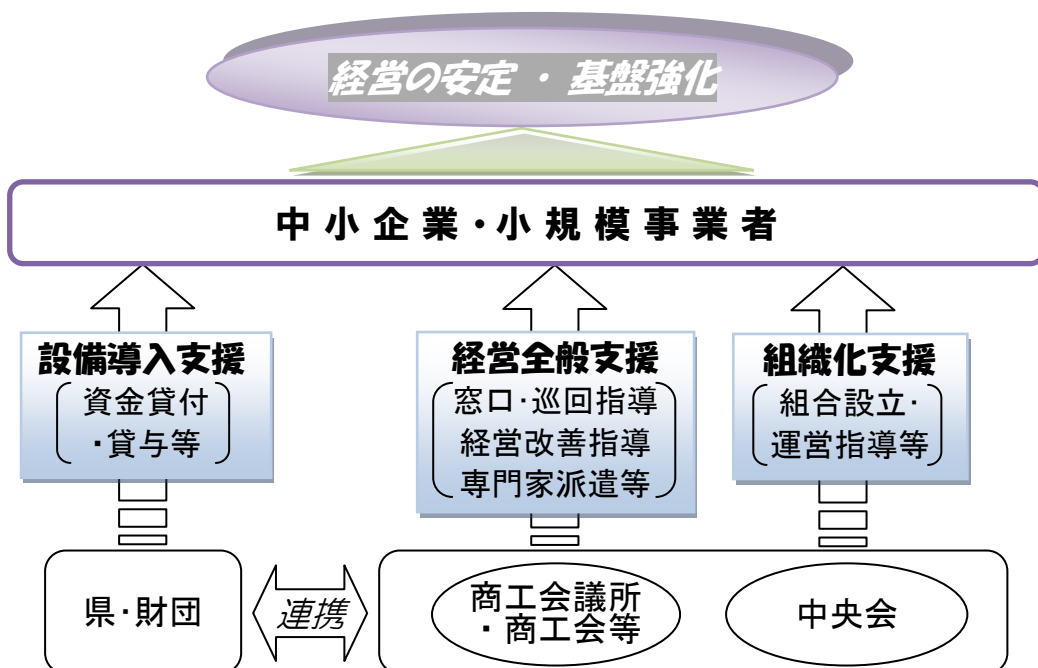 経営の安定 ・ 基盤強化
中小企業・小規模事業者
設備導入支援
資金貸付
・貸与等
経営全般支援
窓口・巡回指導
経営改善指導
専門家派遣等
組織化支援
組合設立・
運営指導等
県・財団
連携
商工会議所
・商工会等
中央会